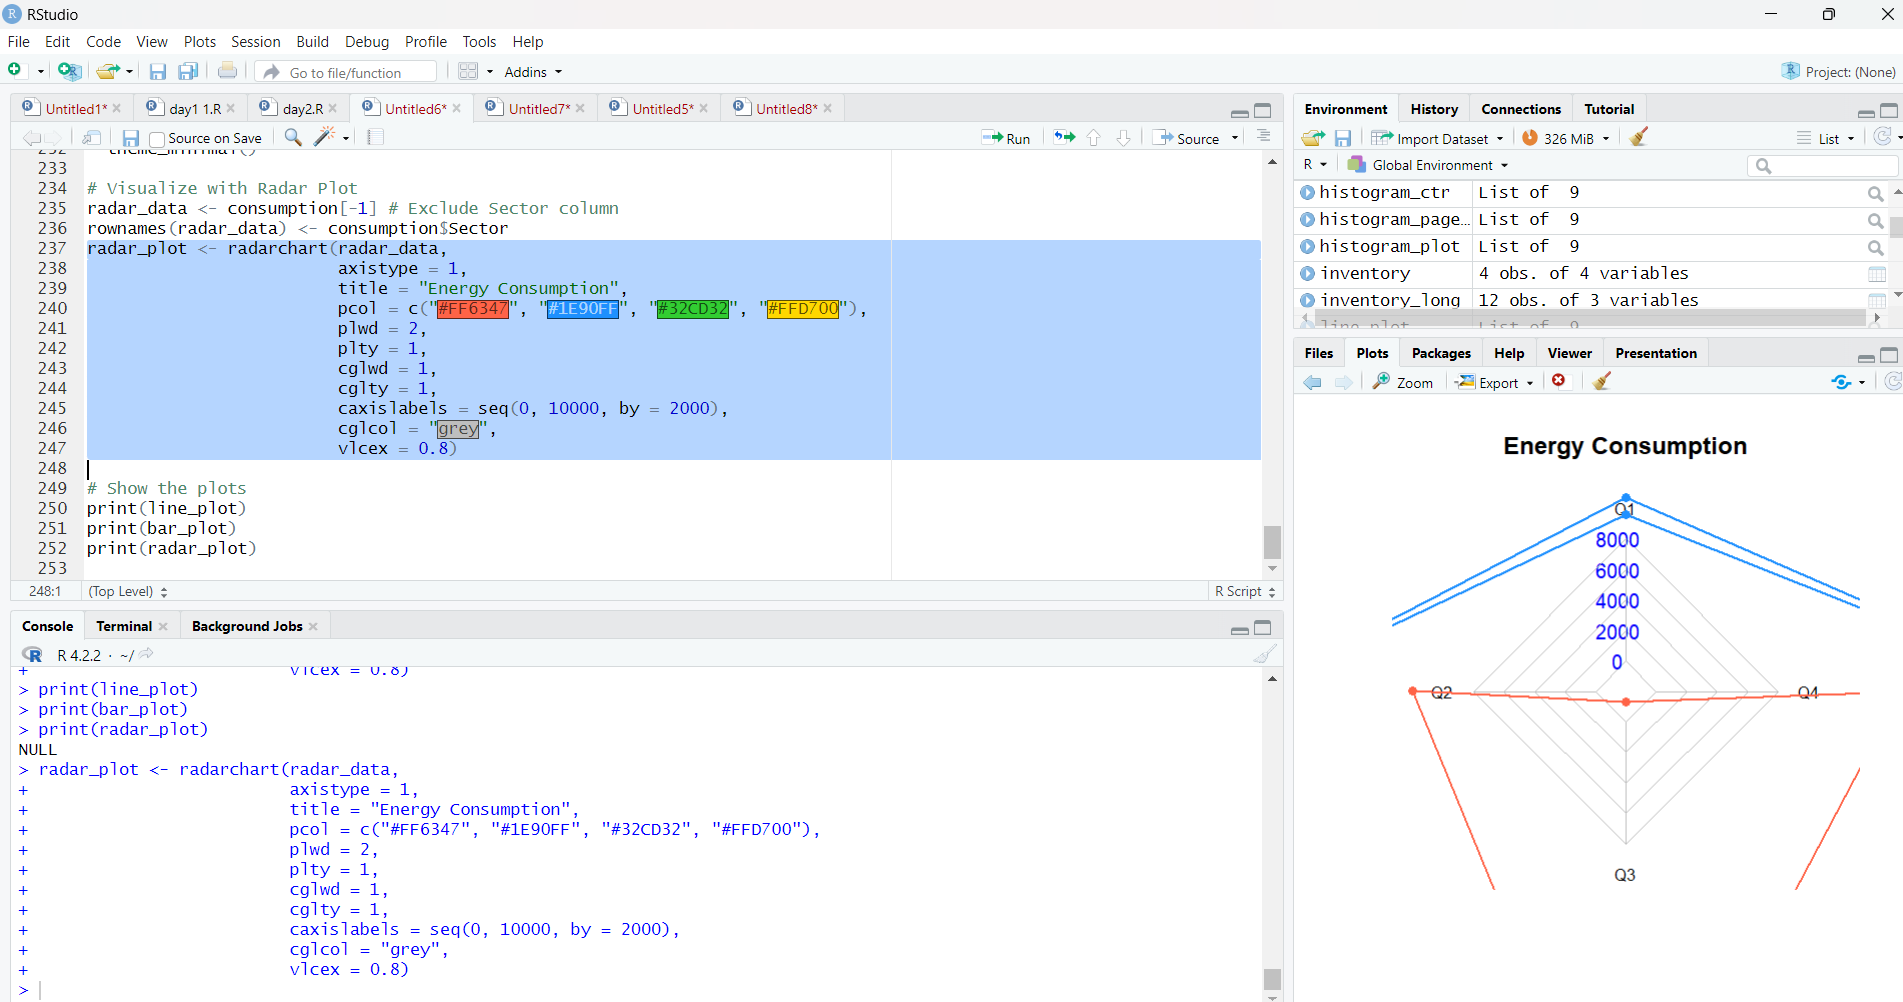 RStudio
File Edit Code View Plots Session Build Debug Profile Tools Help
Go to file/function Addins Project: (None)
Untitled1* day1 1.R day2.R Untitled6* Untitled7* Untitled5* Untitled8*
Source on Save Run Source
232 theme_minimal()
233
234 # Visualize with Radar Plot
235 radar_data <- consumption[-1] # Exclude Sector column
236 rownames(radar_data) <- consumption$Sector
237 radar_plot <- radarchart(radar_data,
238 axistype = 1,
239 title = "Energy Consumption",
240 pcol = c("#FF6347", "#1E90FF", "#32CD32", "#FFD700"),
241 plwd = 2,
242 plty = 1,
243 cglwd = 1,
244 cglty = 1,
245 caxislabels = seq(0, 10000, by = 2000),
246 cglcol = "grey",
247 vlcex = 0.8)
248
249 # Show the plots
250 print(line_plot)
251 print(bar_plot)
252 print(radar_plot)
253
248:1 (Top Level) R Script
Console Terminal Background Jobs
R 4.2.2 · ~/
+ vlcex = 0.8)
> print(line_plot)
> print(bar_plot)
> print(radar_plot)
NULL
> radar_plot <- radarchart(radar_data,
+ axistype = 1,
+ title = "Energy Consumption",
+ pcol = c("#FF6347", "#1E90FF", "#32CD32", "#FFD700"),
+ plwd = 2,
+ plty = 1,
+ cglwd = 1,
+ cglty = 1,
+ caxislabels = seq(0, 10000, by = 2000),
+ cglcol = "grey",
+ vlcex = 0.8)
>
Environment History Connections Tutorial
Import Dataset 326 MiB List
R Global Environment
histogram_ctr List of 9
histogram_page... List of 9
histogram_plot List of 9
inventory 4 obs. of 4 variables
inventory_long 12 obs. of 3 variables
line_plot List of 9
Files Plots Packages Help Viewer Presentation
Zoom Export
Energy Consumption
Q1
8000
6000
4000
2000
0
Q2 Q4
Q3